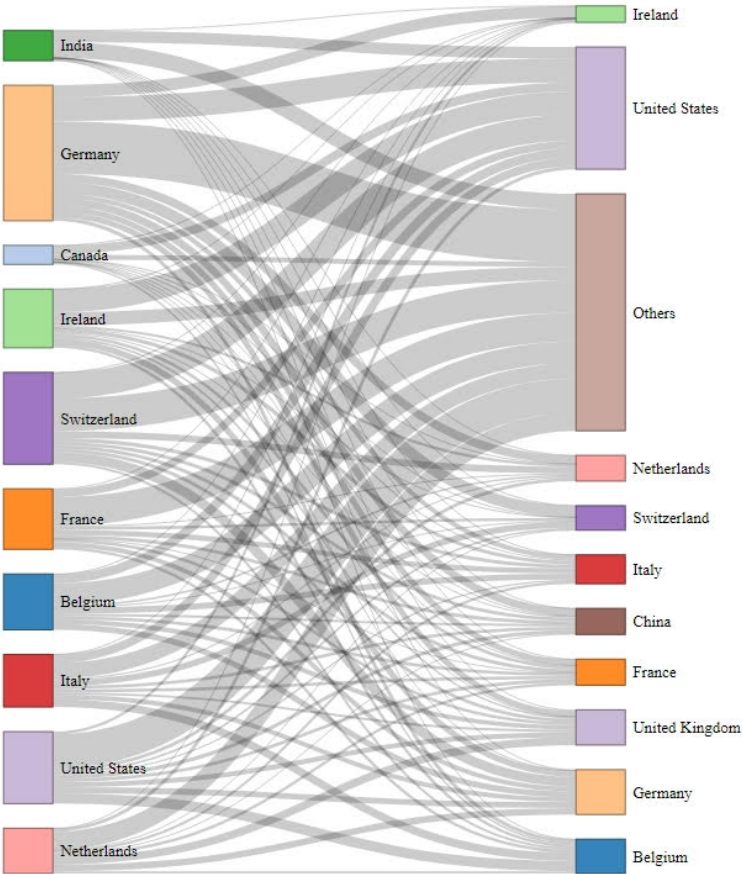 India
Germany
Canada
Ireland
Switzerland
France
Belgium
Italy
United States
Netherlands
Ireland
United States
Others
Netherlands
Switzerland
Italy
China
France
United Kingdom
Germany
Belgium